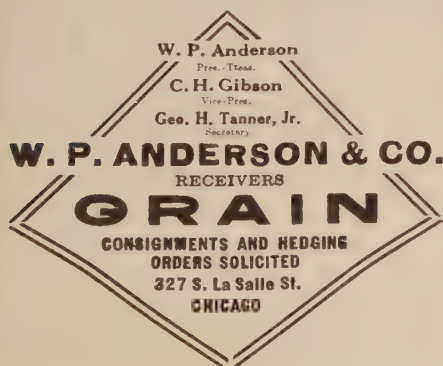 W. P. Anderson
Pres.-Treas.
C. H. Gibson
Vice-Pres.
Geo. H. Tanner, Jr.
Secretary
W. P. ANDERSON & CO.
RECEIVERS
GRAIN
CONSIGNMENTS AND HEDGING
ORDERS SOLICITED
327 S. La Salle St.
CHICAGO